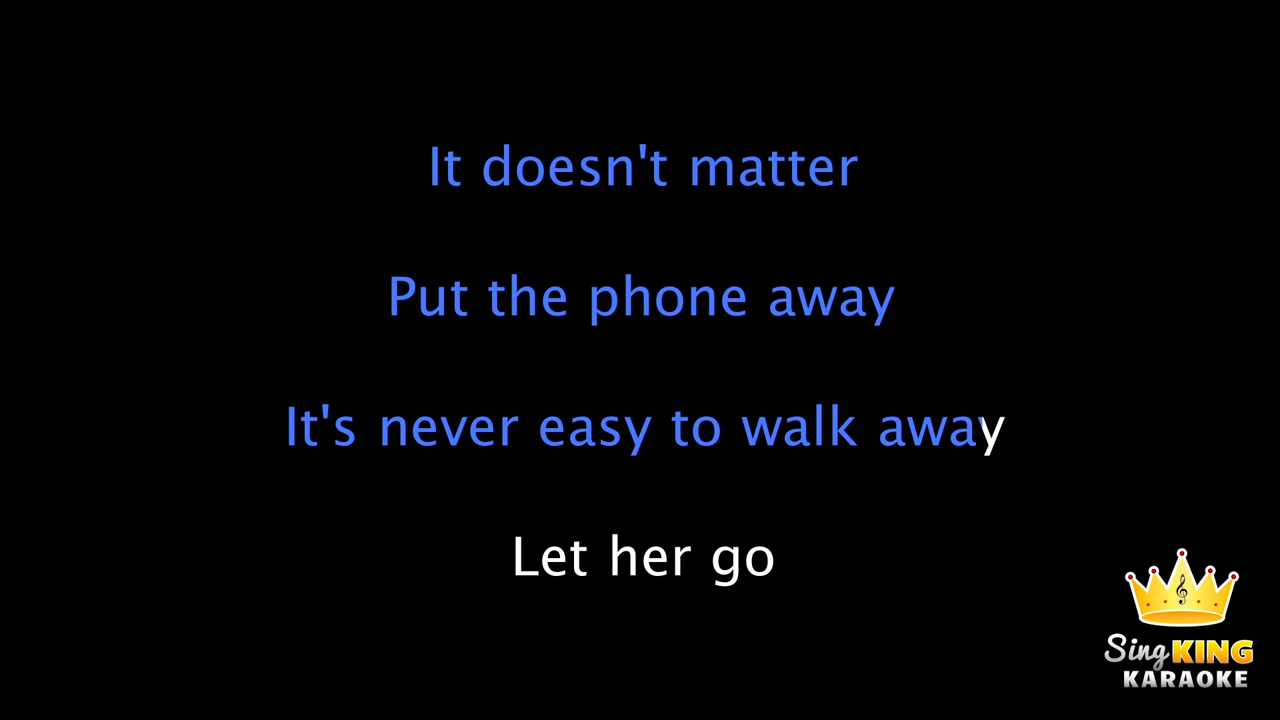 It doesn't matter
Put the phone away
It's never easy to walk away
Let her go
Sing KING
KARAOKE